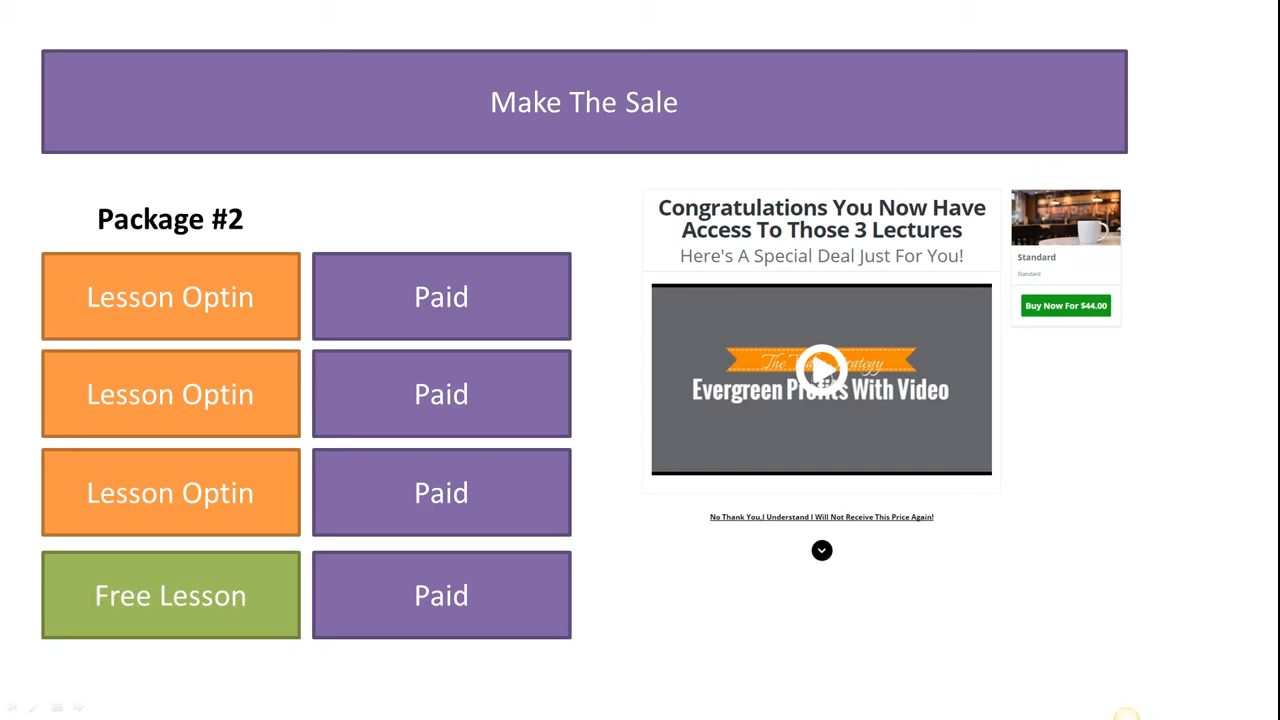 Make The Sale
Package #2
Lesson Optin
Paid
Lesson Optin
Paid
Lesson Optin
Paid
Free Lesson
Paid
Congratulations You Now Have
Access To Those 3 Lectures
Here's A Special Deal Just For You!
The
Evergreen Profits With Video
No Thank You,I Understand I Will Not Receive This Price Again!
Standard
Standard
Buy Now For $44.00